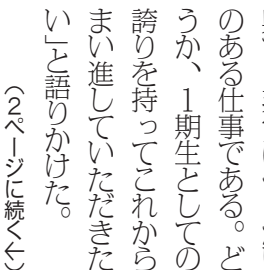 のある仕事である。ど
うか、1期生としての
誇りを持ってこれから
まい進していただきた
い」と語りかけた。
(2ページに続く)